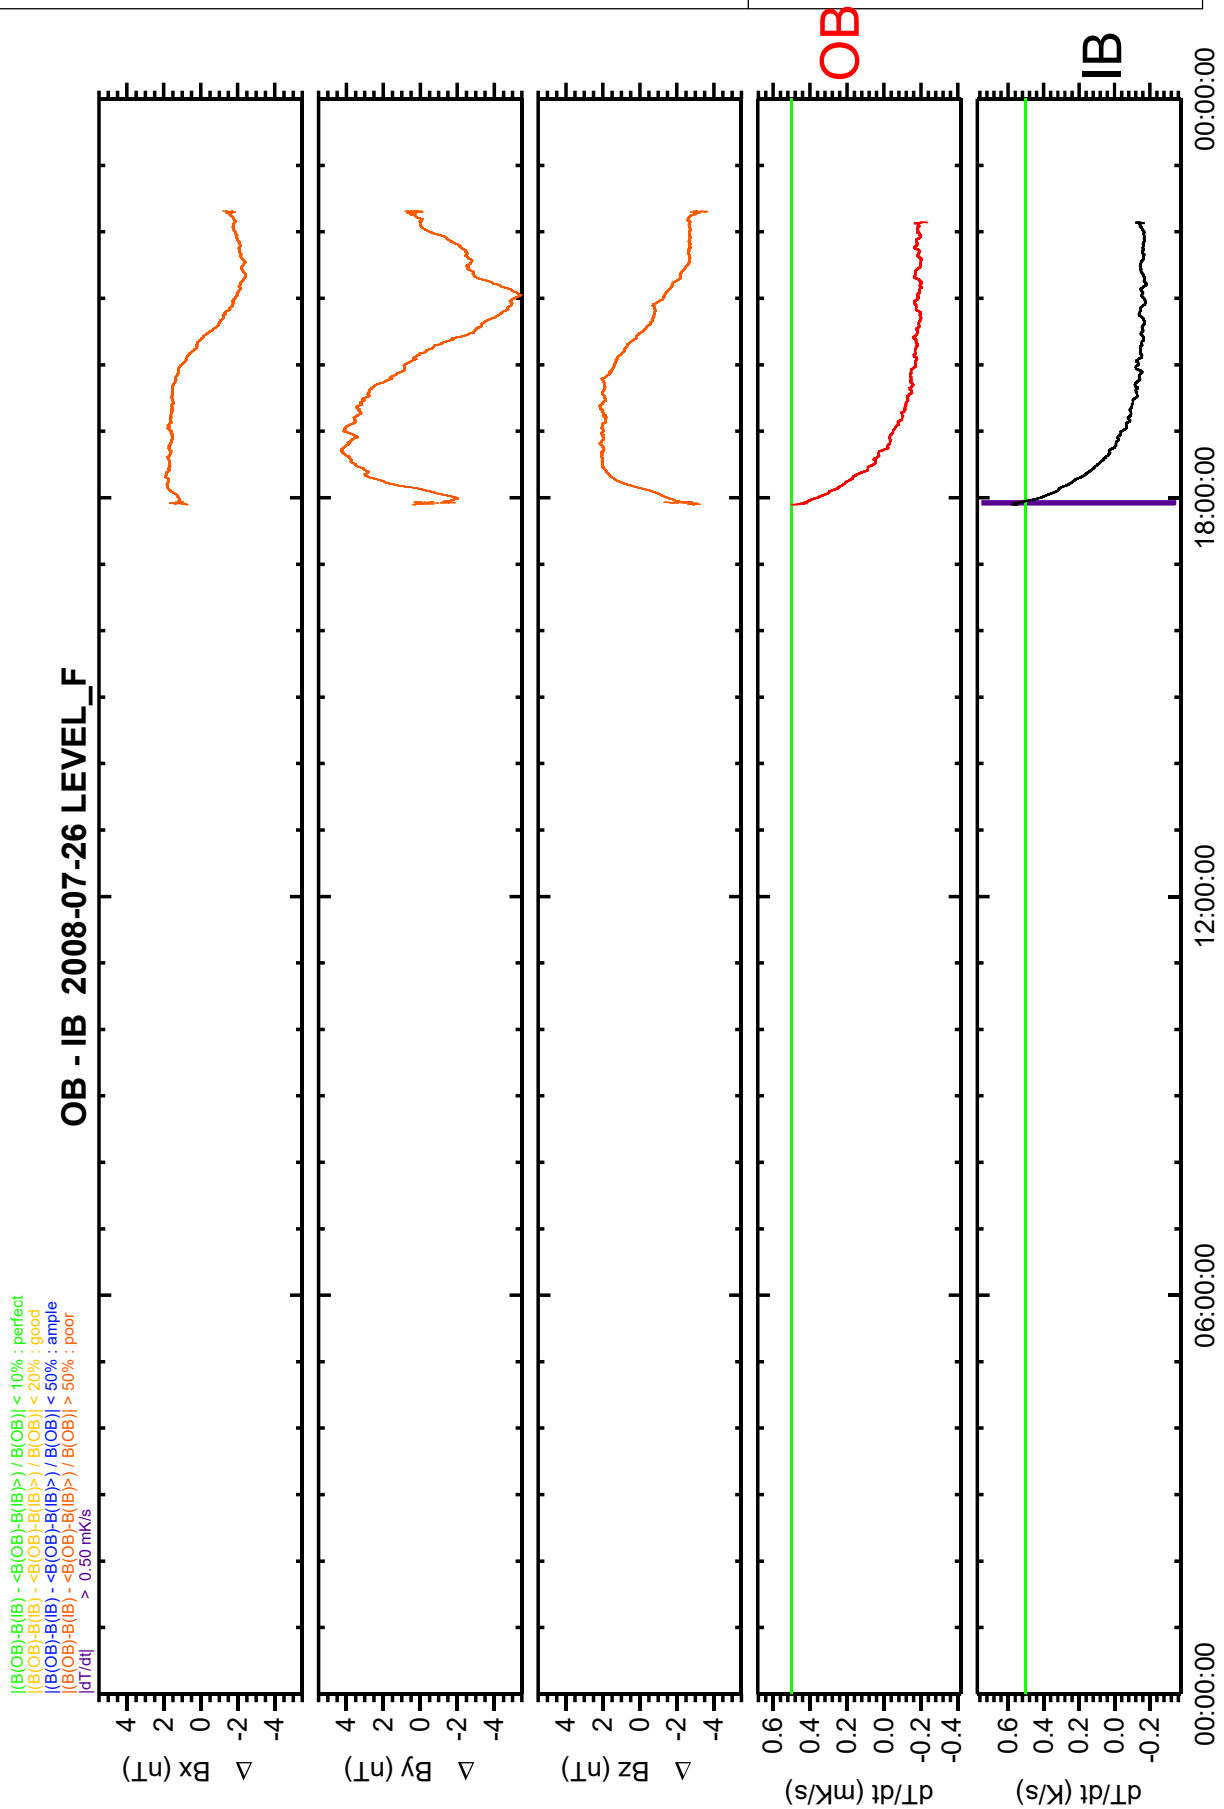 |(B(OB)-B(IB) - <B(OB)-B(IB)>) / B(OB)| < 10% : perfect
|(B(OB)-B(IB) - <B(OB)-B(IB)>) / B(OB)| < 20% : good
|(B(OB)-B(IB) - <B(OB)-B(IB)>) / B(OB)| < 50% : ample
|(B(OB)-B(IB) - <B(OB)-B(IB)>) / B(OB)| > 50% : poor
|dT/dt| > 0.50 mK/s
OB - IB 2008-07-26 LEVEL_F
Δ Bx (nT)
4
2
0
-2
-4
Δ By (nT)
4
2
0
-2
-4
Δ Bz (nT)
4
2
0
-2
-4
dT/dt (mK/s)
0.6
0.4
0.2
0.0
-0.2
-0.4
OB
dT/dt (K/s)
0.6
0.4
0.2
0.0
-0.2
IB
00:00:00 06:00:00 12:00:00 18:00:00 00:00:00